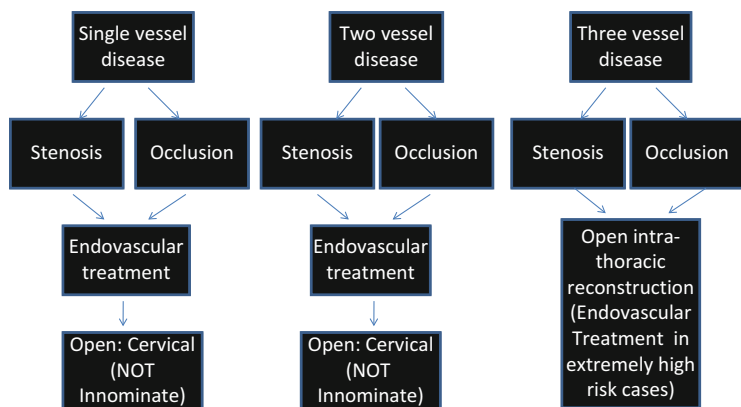 Single vessel
disease
Stenosis
Occlusion
Endovascular
treatment
Open: Cervical
(NOT
Innominate)
Two vessel
disease
Stenosis
Occlusion
Endovascular
treatment
Open: Cervical
(NOT
Innominate)
Three vessel
disease
Stenosis
Occlusion
Open intra-
thoracic
reconstruction
(Endovascular
Treatment in
extremely high
risk cases)